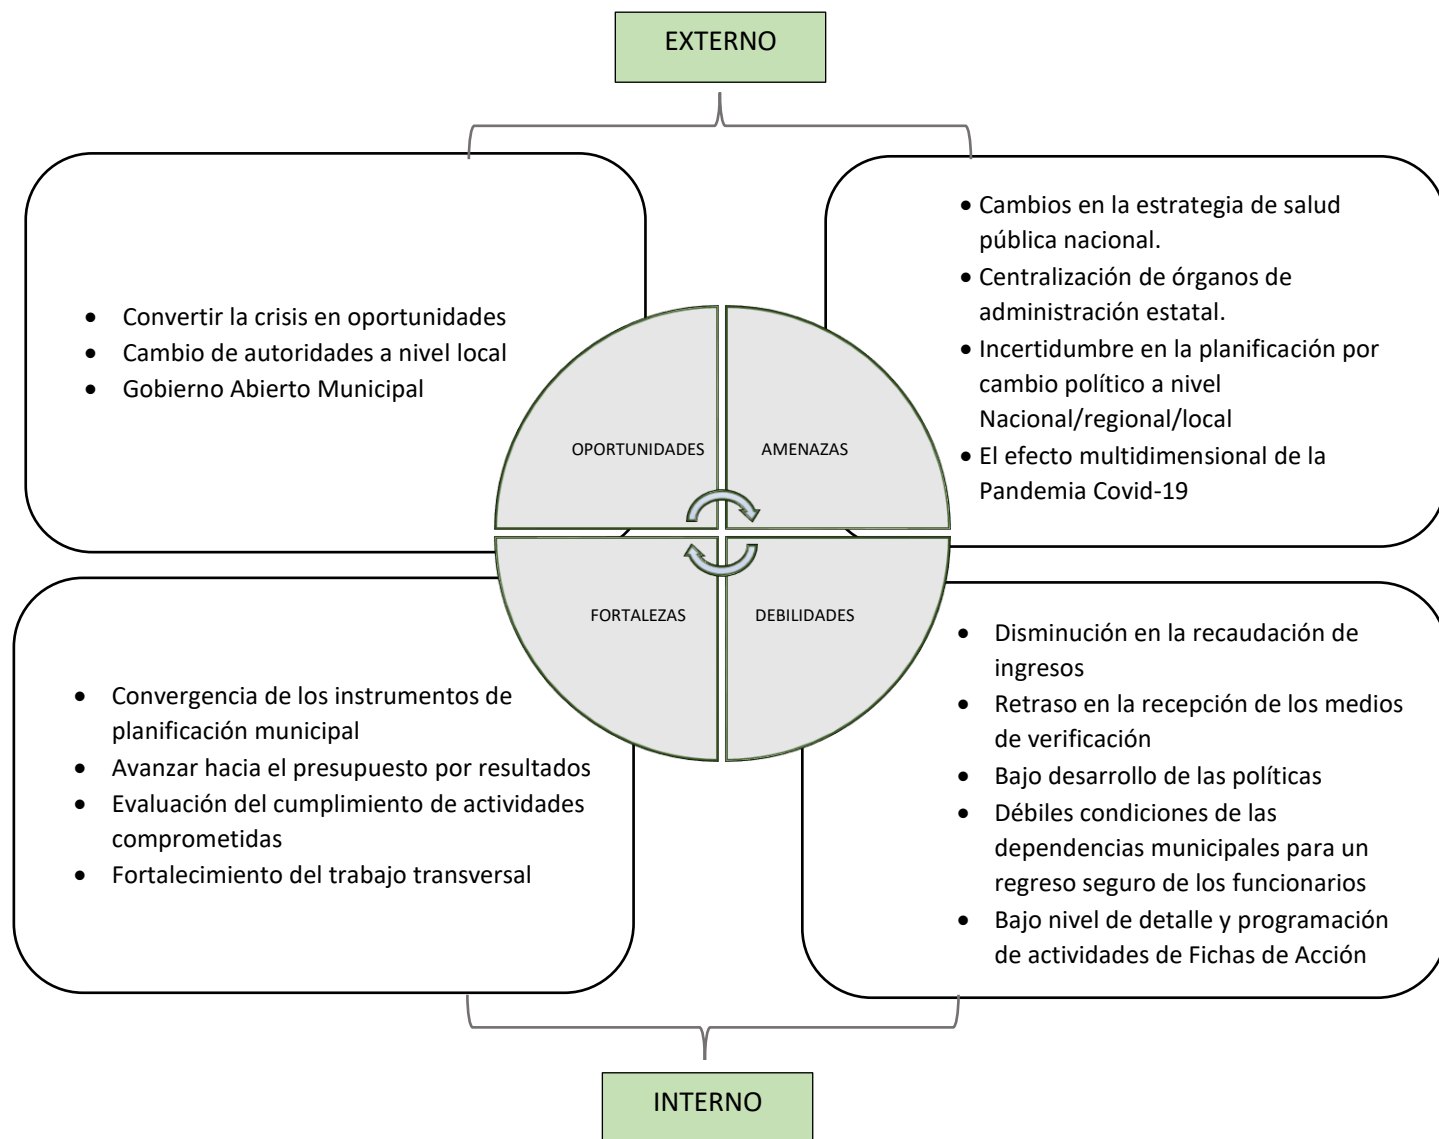 EXTERNO
• Convertir la crisis en oportunidades
• Cambio de autoridades a nivel local
• Gobierno Abierto Municipal
• Cambios en la estrategia de salud
pública nacional.
• Centralización de órganos de
administración estatal.
• Incertidumbre en la planificación por
cambio político a nivel
Nacional/regional/local
• El efecto multidimensional de la
Pandemia Covid-19
OPORTUNIDADES
AMENAZAS
FORTALEZAS
DEBILIDADES
• Convergencia de los instrumentos de
planificación municipal
• Avanzar hacia el presupuesto por resultados
• Evaluación del cumplimiento de actividades
comprometidas
• Fortalecimiento del trabajo transversal
• Disminución en la recaudación de
ingresos
• Retraso en la recepción de los medios
de verificación
• Bajo desarrollo de las políticas
• Débiles condiciones de las
dependencias municipales para un
regreso seguro de los funcionarios
• Bajo nivel de detalle y programación
de actividades de Fichas de Acción
INTERNO